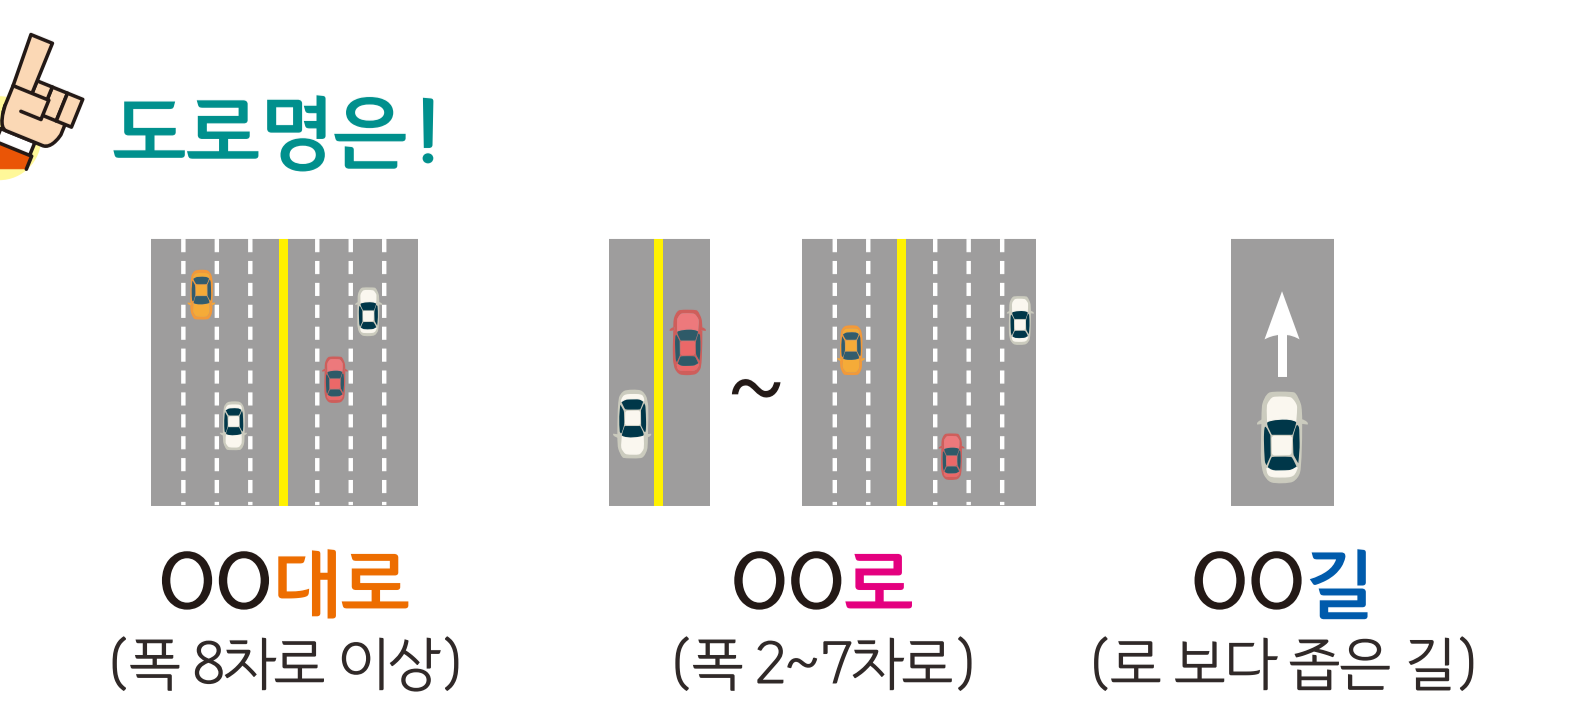 도로명은!
~
OO대로
(폭 8차로 이상)
OO로
(폭 2~7차로)
OO길
(로 보다 좁은 길)